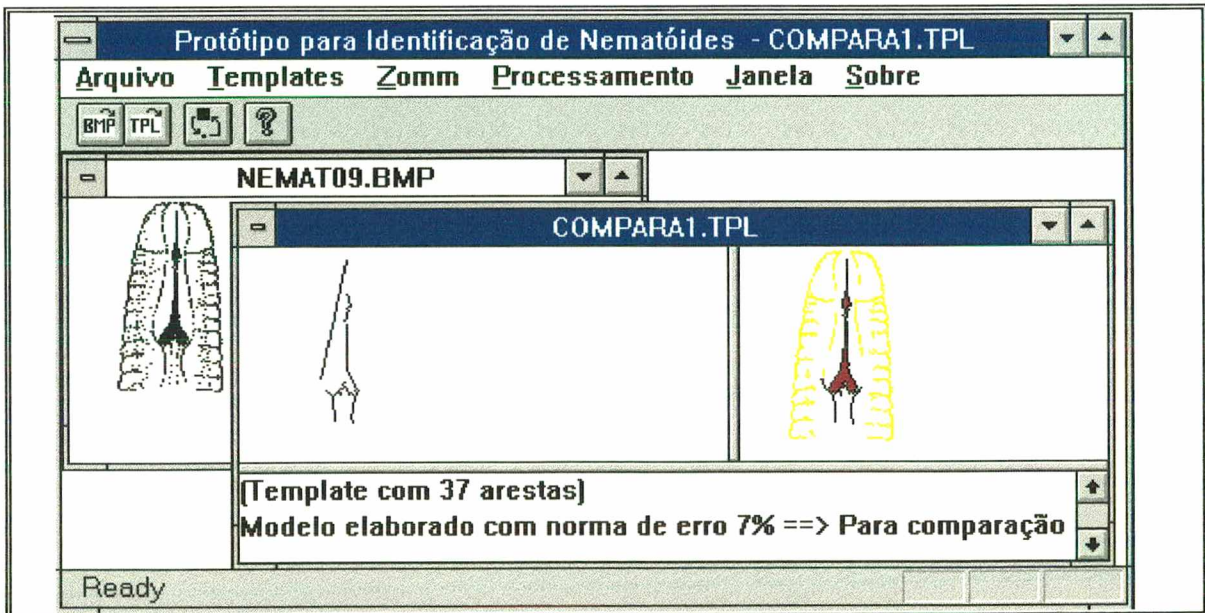 Protótipo para Identificação de Nematóides - COMPARA1.TPL
Arquivo Templates Zomm Processamento Janela Sobre
BMP TPL ?
NEMAT09.BMP
COMPARA1.TPL
(Template com 37 arestas)
Modelo elaborado com norma de erro 7% ==> Para comparação
Ready